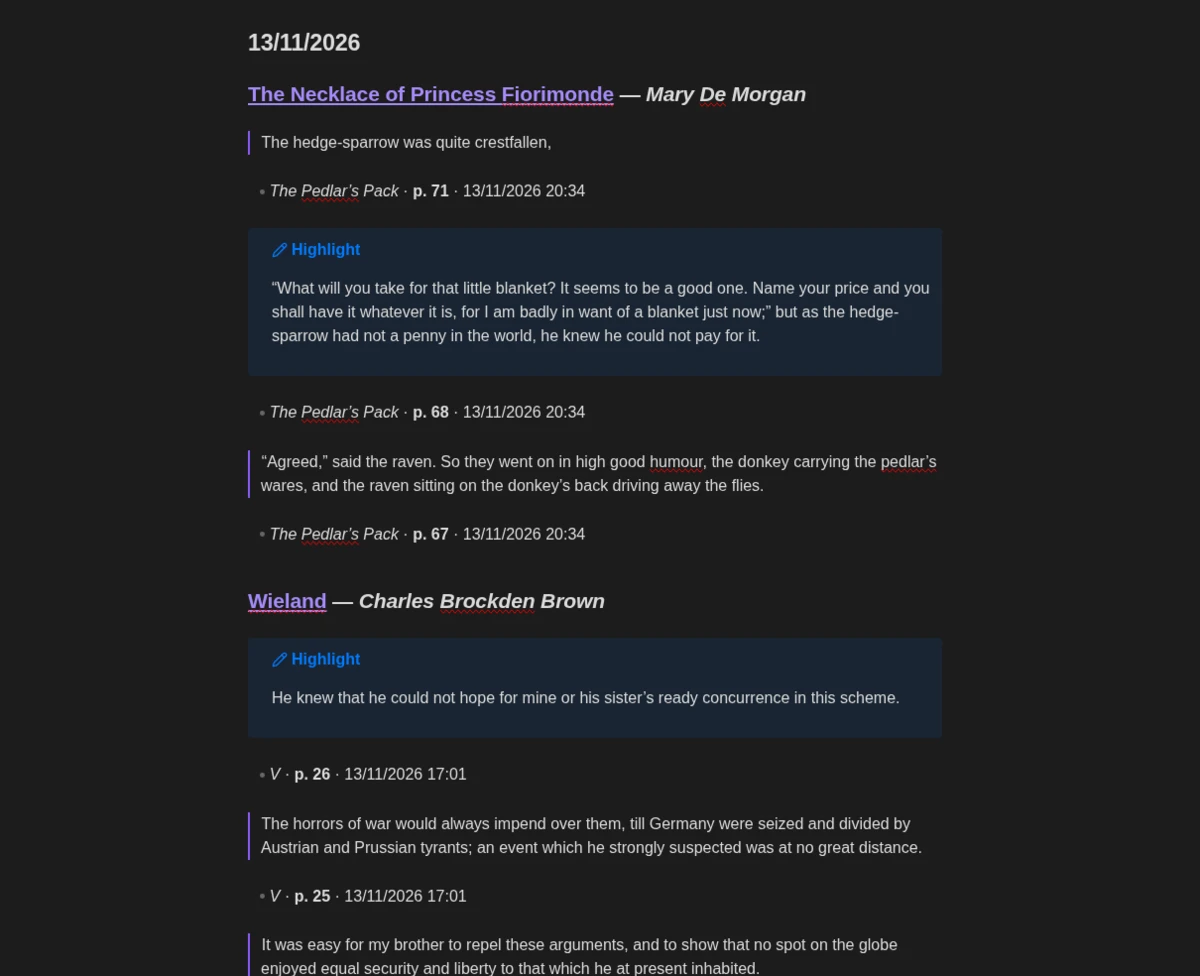 13/11/2026
The Necklace of Princess Fiorimonde — Mary De Morgan
The hedge-sparrow was quite crestfallen,
• The Pedlar’s Pack · p. 71 · 13/11/2026 20:34
Highlight
“What will you take for that little blanket? It seems to be a good one. Name your price and you
shall have it whatever it is, for I am badly in want of a blanket just now;” but as the hedge-
sparrow had not a penny in the world, he knew he could not pay for it.
• The Pedlar’s Pack · p. 68 · 13/11/2026 20:34
“Agreed,” said the raven. So they went on in high good humour, the donkey carrying the pedlar’s
wares, and the raven sitting on the donkey’s back driving away the flies.
• The Pedlar’s Pack · p. 67 · 13/11/2026 20:34
Wieland — Charles Brockden Brown
Highlight
He knew that he could not hope for mine or his sister’s ready concurrence in this scheme.
• V · p. 26 · 13/11/2026 17:01
The horrors of war would always impend over them, till Germany were seized and divided by
Austrian and Prussian tyrants; an event which he strongly suspected was at no great distance.
• V · p. 25 · 13/11/2026 17:01
It was easy for my brother to repel these arguments, and to show that no spot on the globe
enjoyed equal security and liberty to that which he at present inhabited.